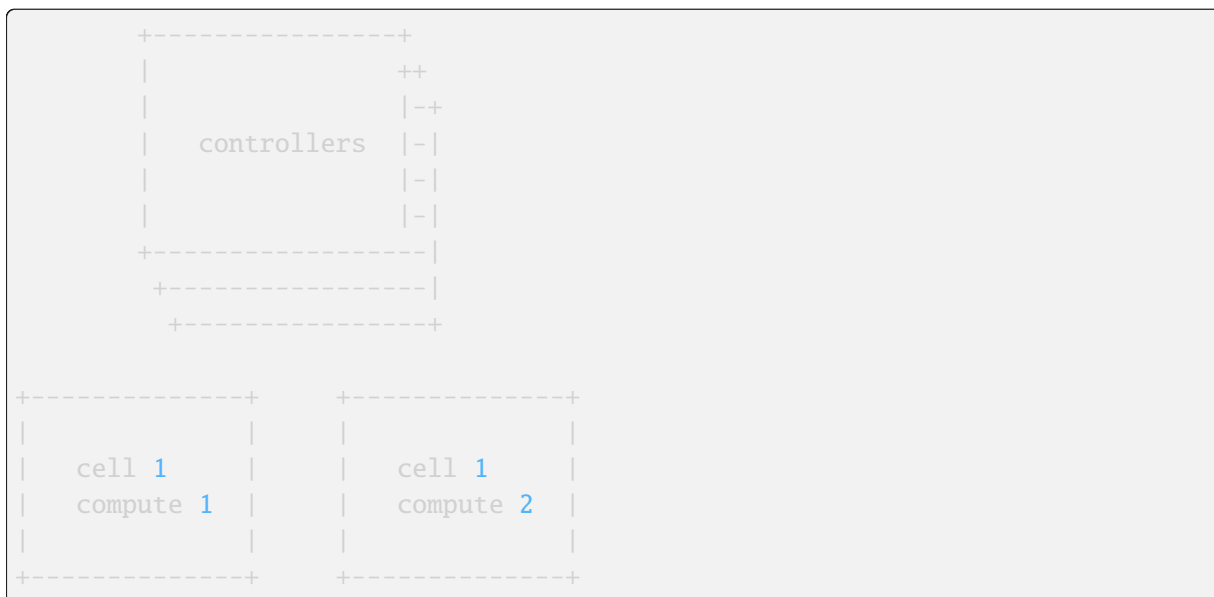 +----------------+
|                ++
|                |-+
|   controllers  |-|
|                |-|
|                |-|
+------------------|
 +-----------------|
  +----------------+
+--------------+     +--------------+
|              |     |              |
|   cell 1     |     |   cell 1     |
|   compute 1  |     |   compute 2  |
|              |     |              |
+--------------+     +--------------+